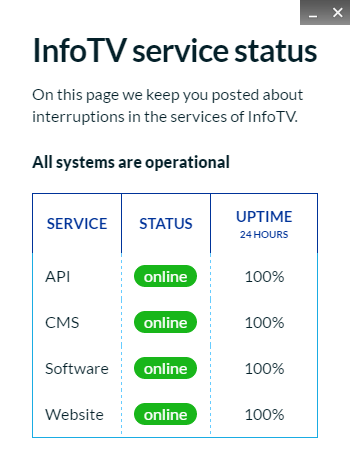 InfoTV service status
On this page we keep you posted about
interruptions in the services of InfoTV.
All systems are operational
SERVICE STATUS UPTIME
24 HOURS
API online 100%
CMS online 100%
Software online 100%
Website online 100%